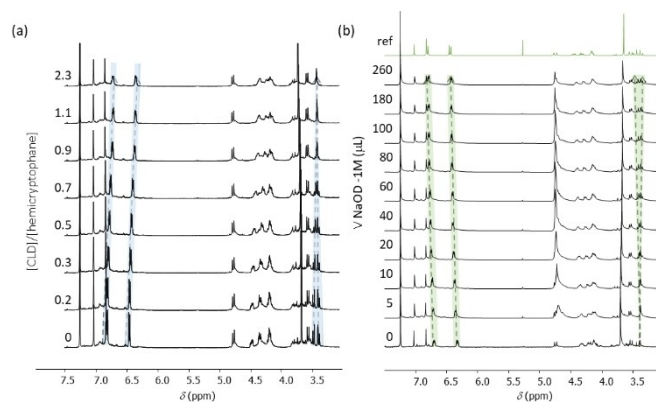 (a)
2.3
1.1
0.9
0.7
0.5
0.3
0.2
0
[CLD]/[hemicryptophane]
7.5 7.0 6.5 6.0 5.5 5.0 4.5 4.0 3.5
δ (ppm)
(b)
ref
260
180
100
80
60
40
20
10
5
0
V NaOD -1M (μL)
7.0 6.5 6.0 5.5 5.0 4.5 4.0 3.5
δ (ppm)